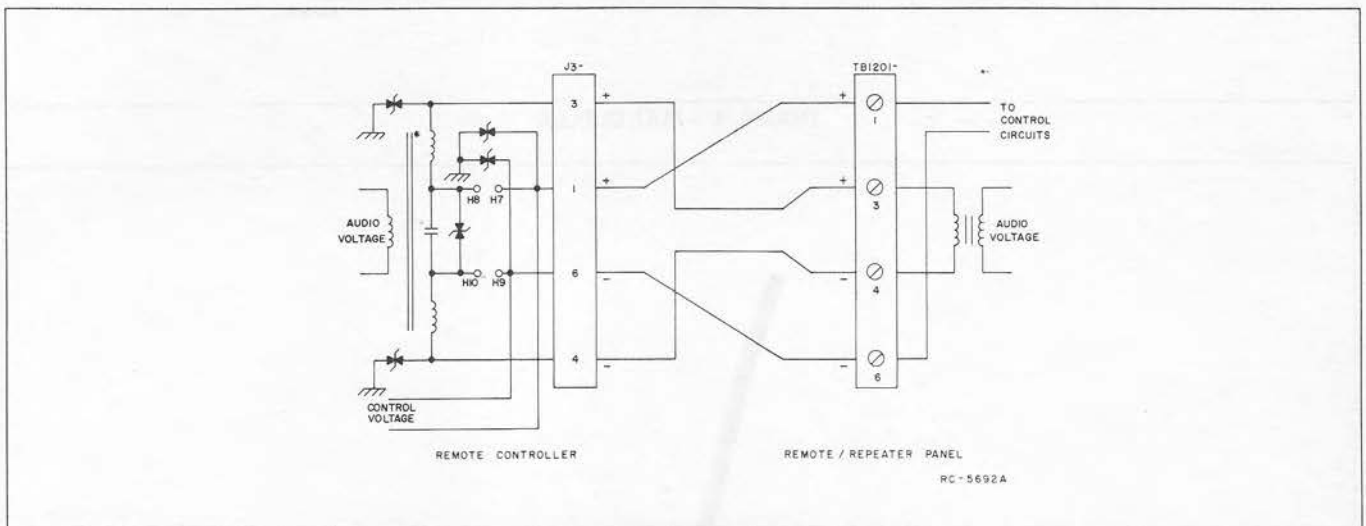 J3-
TB1201-
3
+
+
1
TO
CONTROL
CIRCUITS
H8 H7
1
+
+
3
AUDIO
VOLTAGE
AUDIO
VOLTAGE
H10 H9
6
-
-
4
4
-
-
6
CONTROL
VOLTAGE
REMOTE CONTROLLER
REMOTE / REPEATER PANEL
RC-5692A